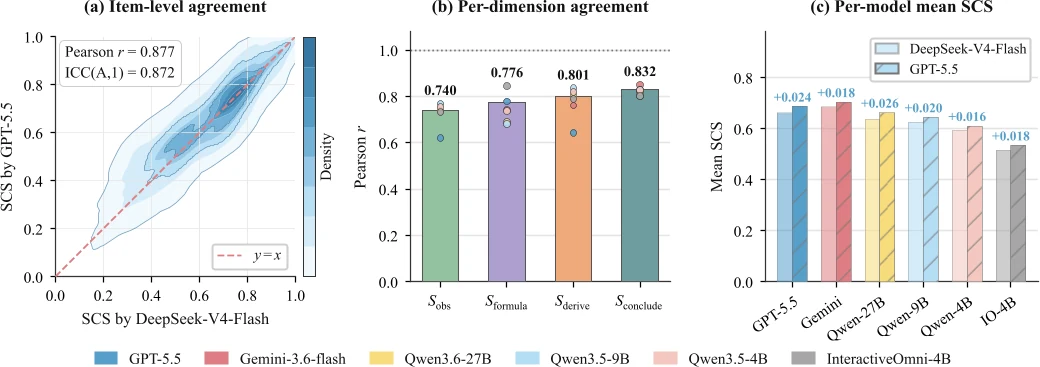 (a) Item-level agreement
Pearson r = 0.877
ICC(A,1) = 0.872
SCS by GPT-5.5
1.0
0.8
0.6
0.4
0.2
0.0
0.0 0.2 0.4 0.6 0.8 1.0
SCS by DeepSeek-V4-Flash
y = x
Density
(b) Per-dimension agreement
Pearson r
1.0
0.8
0.6
0.4
0.2
0.0
0.740 0.776 0.801 0.832
S_obs S_formula S_derive S_conclude
(c) Per-model mean SCS
DeepSeek-V4-Flash
GPT-5.5
Mean SCS
0.8
0.6
0.4
0.2
0.0
+0.024 +0.018 +0.026 +0.020 +0.016 +0.018
GPT-5.5 Gemini Qwen-27B Qwen-9B Qwen-4B IO-4B
GPT-5.5 Gemini-3.6-flash Qwen3.6-27B Qwen3.5-9B Qwen3.5-4B InteractiveOmni-4B